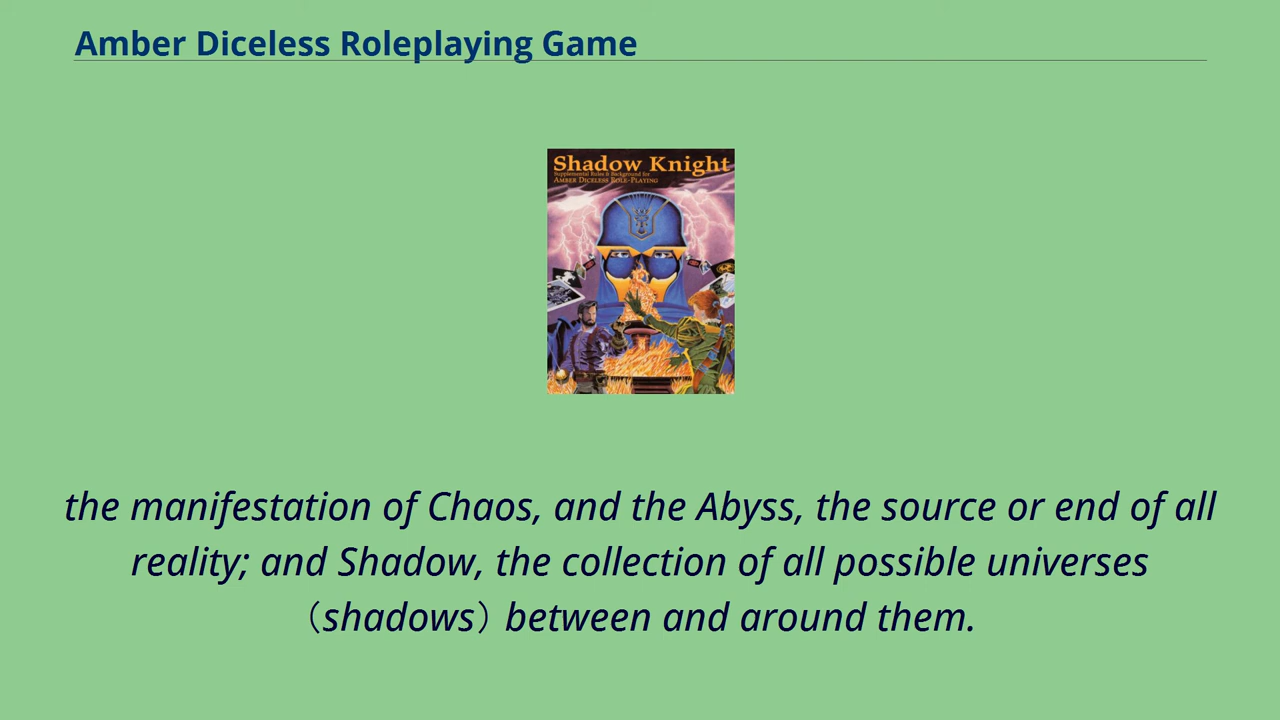 Amber Diceless Roleplaying Game
Shadow Knight
Supplemental Rules & Background for
AMBER DICELESS ROLE-PLAYING
the manifestation of Chaos, and the Abyss, the source or end of all
reality; and Shadow, the collection of all possible universes
（shadows）between and around them.